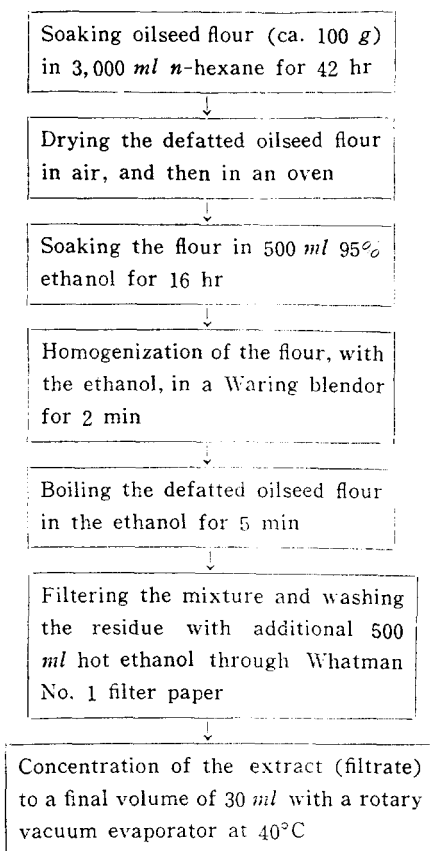 Soaking oilseed flour (ca. 100 g)
in 3,000 ml n-hexane for 42 hr
Drying the defatted oilseed flour
in air, and then in an oven
Soaking the flour in 500 ml 95%
ethanol for 16 hr
Homogenization of the flour, with
the ethanol, in a Waring blendor
for 2 min
Boiling the defatted oilseed flour
in the ethanol for 5 min
Filtering the mixture and washing
the residue with additional 500
ml hot ethanol through Whatman
No. 1 filter paper
Concentration of the extract (filtrate)
to a final volume of 30 ml with a rotary
vacuum evaporator at 40°C